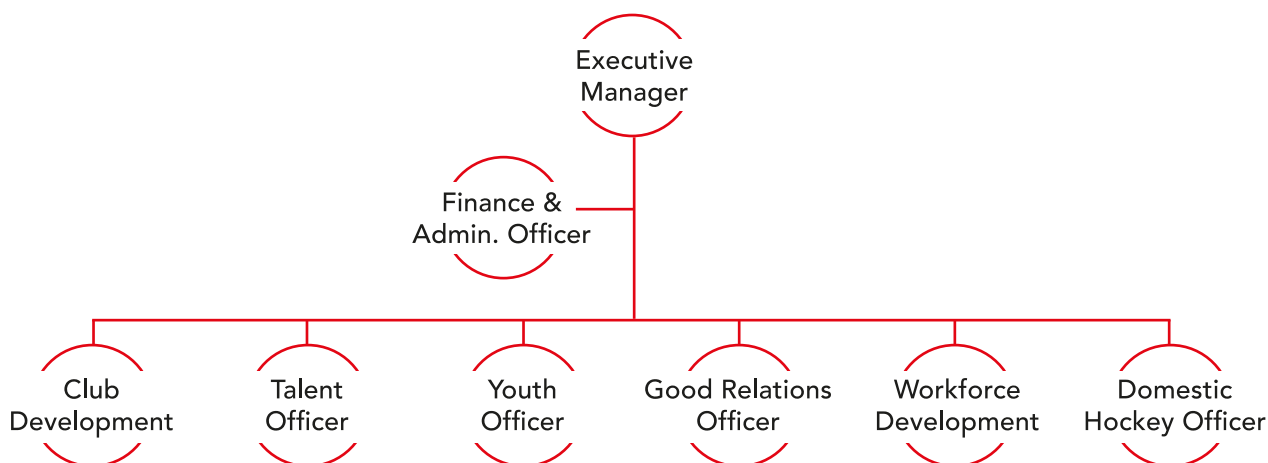 Executive
Manager
Finance &
Admin. Officer
Club
Development
Talent
Officer
Youth
Officer
Good Relations
Officer
Workforce
Development
Domestic
Hockey Officer